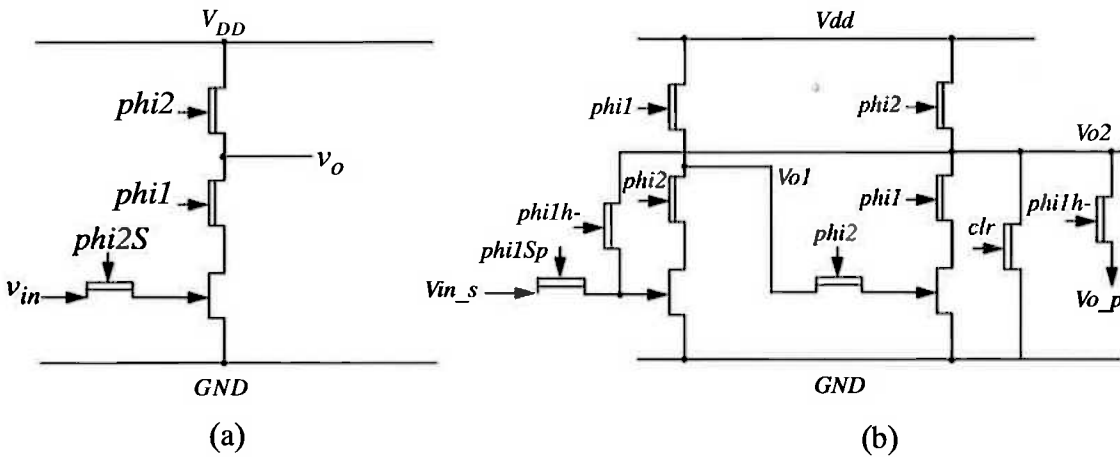 V_DD
phi2
v_o
phi1
phi2S
v_in
GND
(a)
Vdd
phi1
phi2
Vo2
phi2
Vo1
phi1
phi1h-
phi1h-
clr
phi1Sp
phi2
Vin_s
Vo_p
GND
(b)